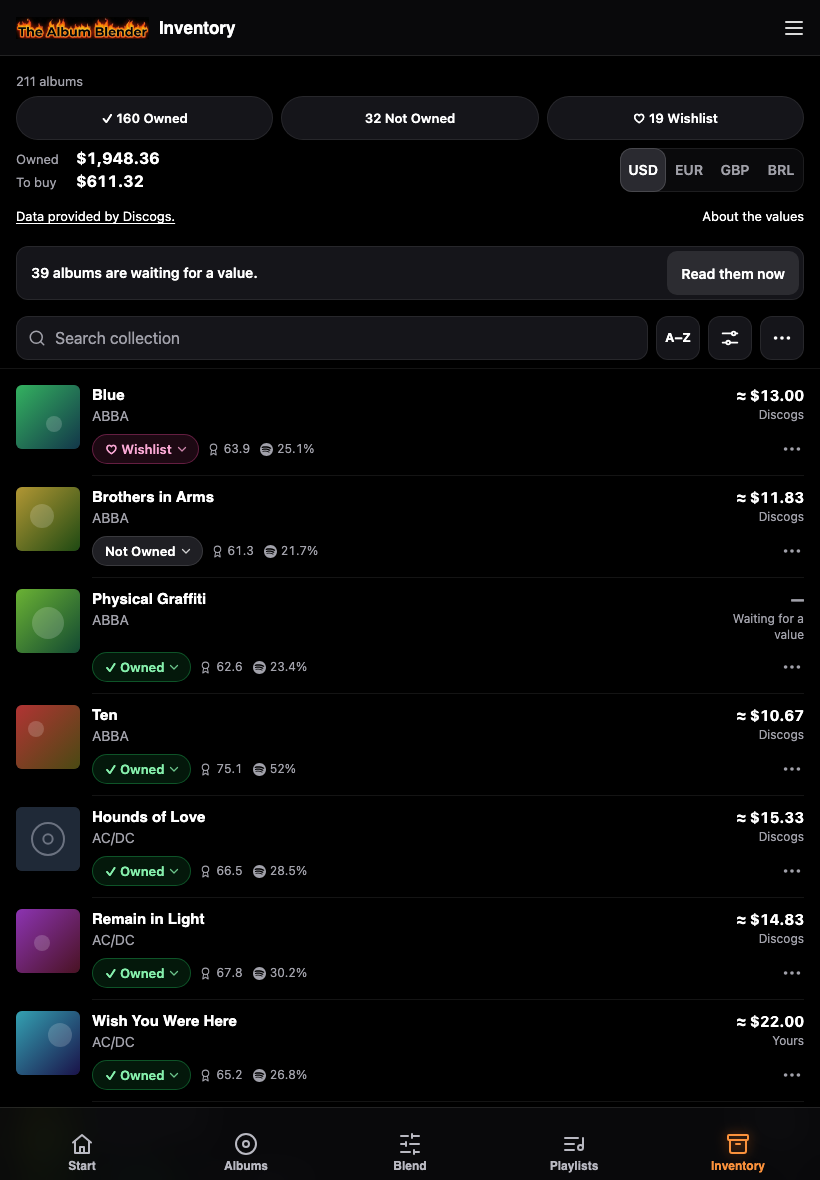 The Album Blender Inventory
211 albums
✓ 160 Owned
32 Not Owned
♡ 19 Wishlist
Owned $1,948.36
To buy $611.32
USD EUR GBP BRL
Data provided by Discogs.
About the values
39 albums are waiting for a value.
Read them now
Search collection
A–Z
Blue
≈ $13.00
ABBA
Discogs
♡ Wishlist
63.9 25.1%
Brothers in Arms
≈ $11.83
ABBA
Discogs
Not Owned
61.3 21.7%
Physical Graffiti
—
ABBA
Waiting for a
value
✓ Owned
62.6 23.4%
Ten
≈ $10.67
ABBA
Discogs
✓ Owned
75.1 52%
Hounds of Love
≈ $15.33
AC/DC
Discogs
✓ Owned
66.5 28.5%
Remain in Light
≈ $14.83
AC/DC
Discogs
✓ Owned
67.8 30.2%
Wish You Were Here
≈ $22.00
AC/DC
Yours
✓ Owned
65.2 26.8%
Start
Albums
Blend
Playlists
Inventory